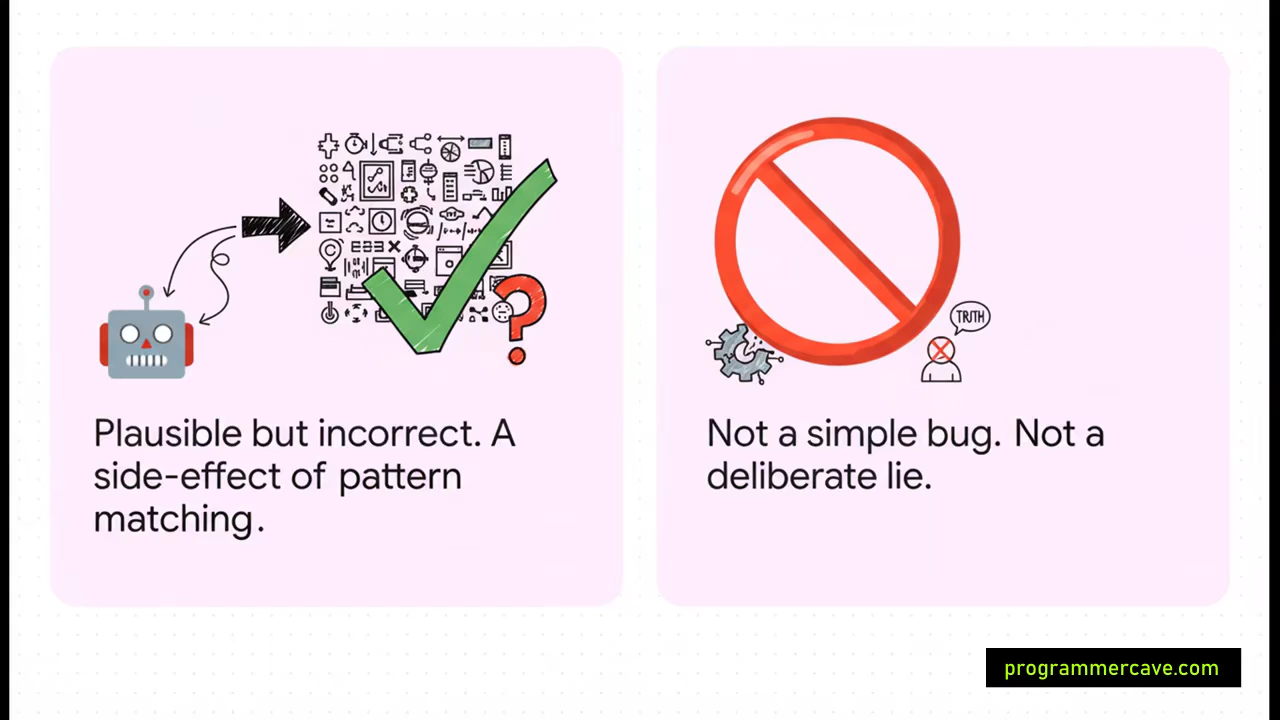 Plausible but incorrect. A
side-effect of pattern
matching.
TRUTH
Not a simple bug. Not a
deliberate lie.
programmercave.com